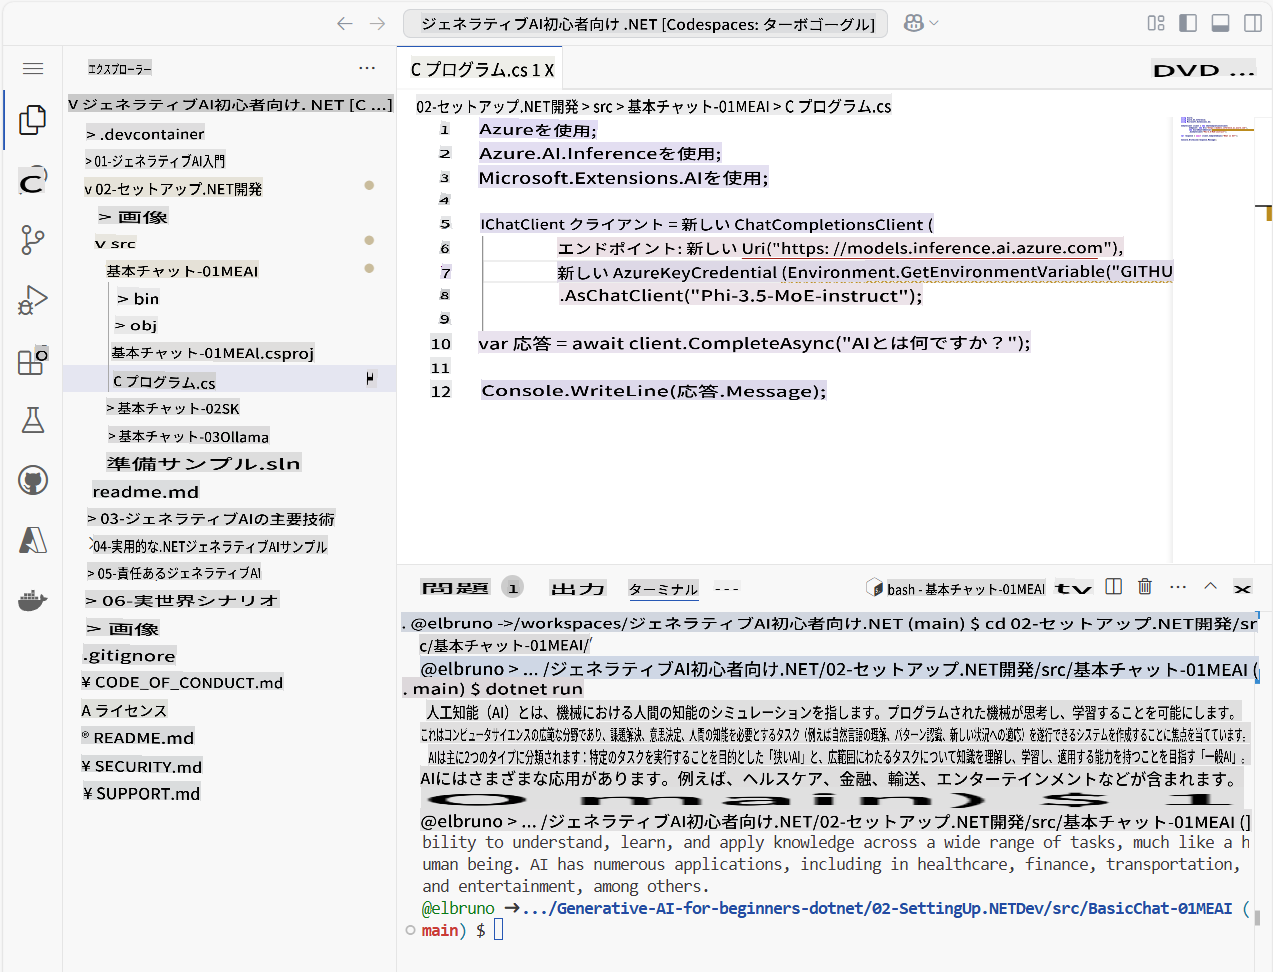 ジェネラティブAI初心者向け .NET [Codespaces: ターボゴーグル]
エクスプローラー
V ジェネラティブAI初心者向け. NET [C ...]
> .devcontainer
> 01-ジェネラティブAI入門
v 02-セットアップ.NET開発
> 画像
v src
基本チャット-01MEAI
> bin
> obj
基本チャット-01MEAl.csproj
C プログラム.cs
> 基本チャット-02SK
> 基本チャット-03Ollama
準備サンプル.sln
readme.md
> 03-ジェネラティブAIの主要技術
04-実用的な.NETジェネラティブAIサンプル
> 05-責任あるジェネラティブAI
> 06-実世界シナリオ
> 画像
.gitignore
¥ CODE_OF_CONDUCT.md
A ライセンス
® README.md
¥ SECURITY.md
¥ SUPPORT.md
C プログラム.cs 1 X
DVD ...
02-セットアップ.NET開発 > src > 基本チャット-01MEAI > C プログラム.cs
1 Azureを使用;
2 Azure.AI.Inferenceを使用;
3 Microsoft.Extensions.AIを使用;
4
5 IChatClient クライアント = 新しい ChatCompletionsClient (
6 エンドポイント: 新しい Uri("https: //models.inference.ai.azure.com"),
7 新しい AzureKeyCredential (Environment.GetEnvironmentVariable("GITHU
8 .AsChatClient("Phi-3.5-MoE-instruct");
9
10 var 応答 = await client.CompleteAsync("AIとは何ですか？");
11
12 Console.WriteLine(応答.Message);
問題 1 出力 ターミナル --- bash - 基本チャット-01MEAI tv x
. @elbruno ->/workspaces/ジェネラティブAI初心者向け.NET (main) $ cd 02-セットアップ.NET開発/sr
c/基本チャット-01MEAI/
@elbruno > ... /ジェネラティブAI初心者向け.NET/02-セットアップ.NET開発/src/基本チャット-01MEAI (
. main) $ dotnet run
人工知能（AI）とは、機械における人間の知能のシミュレーションを指します。プログラムされた機械が思考し、学習することを可能にします。
これはコンピュータサイエンスの広範な分野であり、課題解決、意思決定、人間の知能を必要とするタスク（例えば自然言語の理解、パターン認識、新しい状況への適応）を遂行できるシステムを作成することに焦点を当てています。
AIは主に2つのタイプに分類されます：特定のタスクを実行することを目的とした「狭いAI」と、広範囲にわたるタスクについて知識を理解し、学習し、適用する能力を持つことを目指す「一般AI」。
AIにはさまざまな応用があります。例えば、ヘルスケア、金融、輸送、エンターテインメントなどが含まれます。
O main) $ 1
@elbruno > ... /ジェネラティブAI初心者向け.NET/02-セットアップ.NET開発/src/基本チャット-01MEAI (]
bility to understand, learn, and apply knowledge across a wide range of tasks, much like a h
uman being. AI has numerous applications, including in healthcare, finance, transportation,
and entertainment, among others.
@elbruno ➜.../Generative-AI-for-beginners-dotnet/02-SettingUp.NETDev/src/BasicChat-01MEAI (
main) $